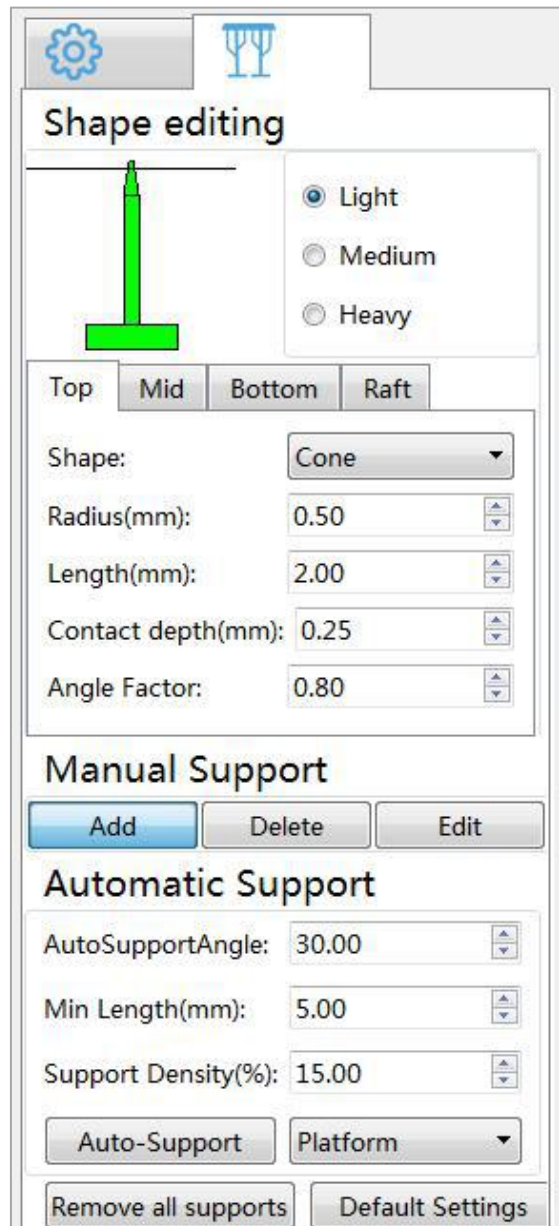 Shape editing
Light
Medium
Heavy
Top Mid Bottom Raft
Shape: Cone
Radius(mm): 0.50
Length(mm): 2.00
Contact depth(mm): 0.25
Angle Factor: 0.80
Manual Support
Add Delete Edit
Automatic Support
AutoSupportAngle: 30.00
Min Length(mm): 5.00
Support Density(%): 15.00
Auto-Support Platform
Remove all supports Default Settings